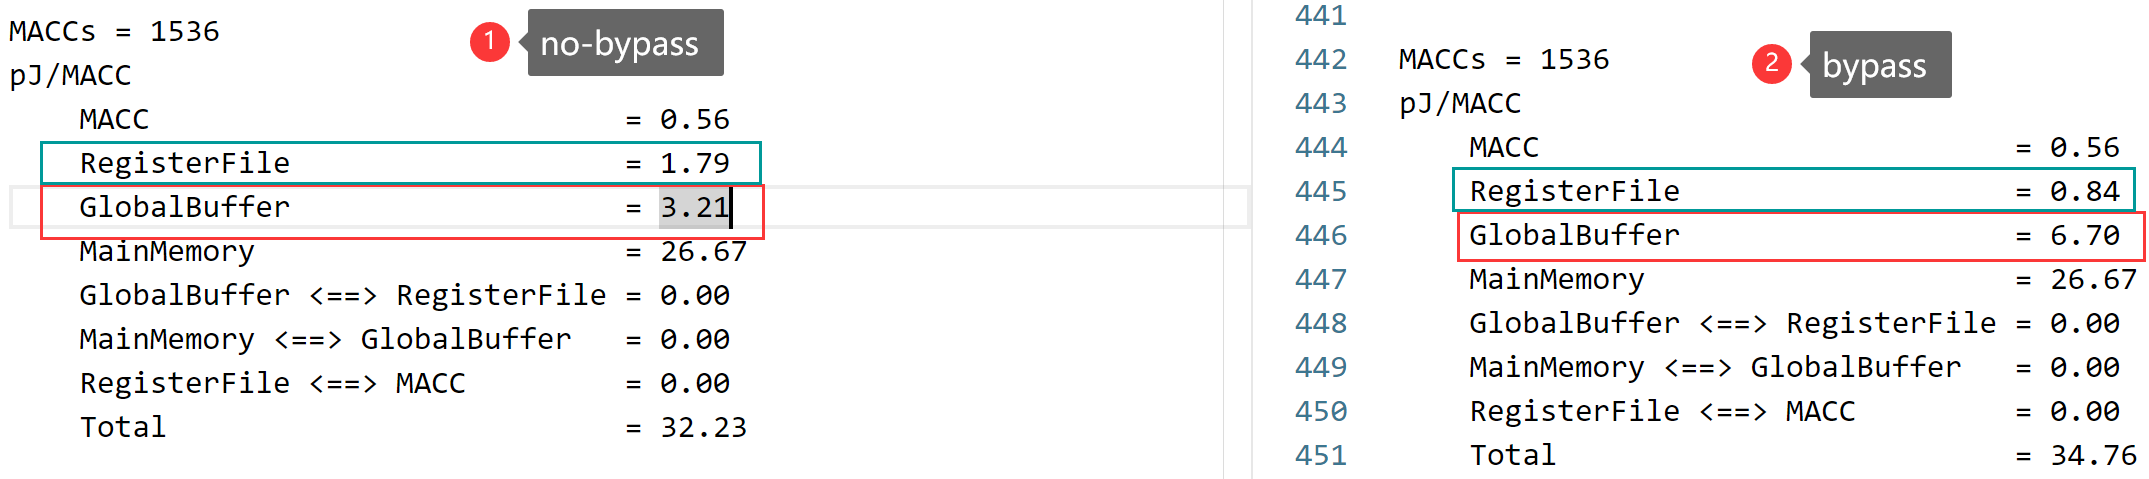 MACCs = 1536
1 no-bypass
pJ/MACC
MACC = 0.56
RegisterFile = 1.79
GlobalBuffer = 3.21
MainMemory = 26.67
GlobalBuffer <==> RegisterFile = 0.00
MainMemory <==> GlobalBuffer = 0.00
RegisterFile <==> MACC = 0.00
Total = 32.23
441
442 MACCs = 1536
2 bypass
443 pJ/MACC
444 MACC = 0.56
445 RegisterFile = 0.84
446 GlobalBuffer = 6.70
447 MainMemory = 26.67
448 GlobalBuffer <==> RegisterFile = 0.00
449 MainMemory <==> GlobalBuffer = 0.00
450 RegisterFile <==> MACC = 0.00
451 Total = 34.76